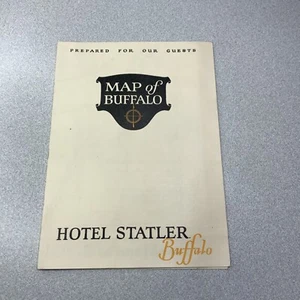 PREPARED FOR OUR GUESTS
MAP of
BUFFALO
HOTEL STATLER
Buffalo